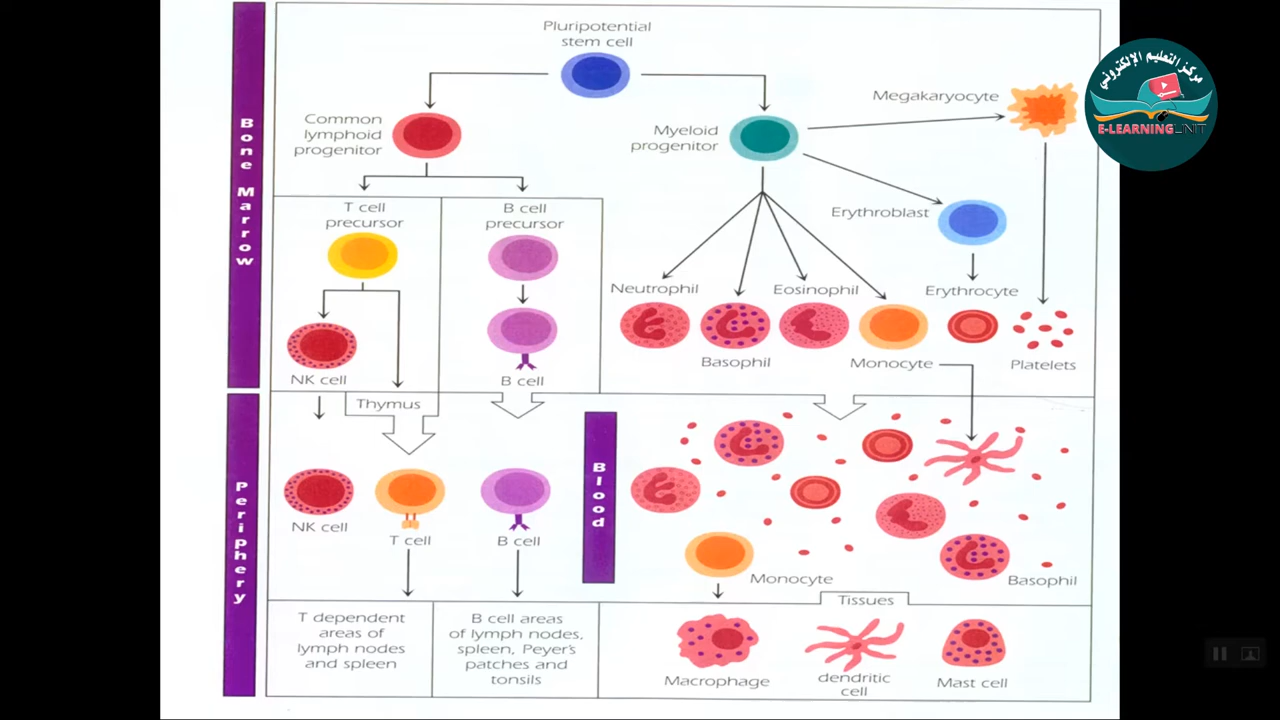 Pluripotential
stem cell
Bone Marrow
Common
lymphoid
progenitor
Myeloid
progenitor
Megakaryocyte
مركز التعليم الإلكتروني
E-LEARNING UNIT
T cell
precursor
B cell
precursor
Erythroblast
Neutrophil
Eosinophil
Erythrocyte
Basophil
Monocyte
Platelets
NK cell
B cell
Thymus
Periphery
Blood
NK cell
T cell
B cell
Monocyte
Basophil
Tissues
T dependent
areas of
lymph nodes
and spleen
B cell areas
of lymph nodes,
spleen, Peyer's
patches and
tonsils
Macrophage
dendritic
cell
Mast cell